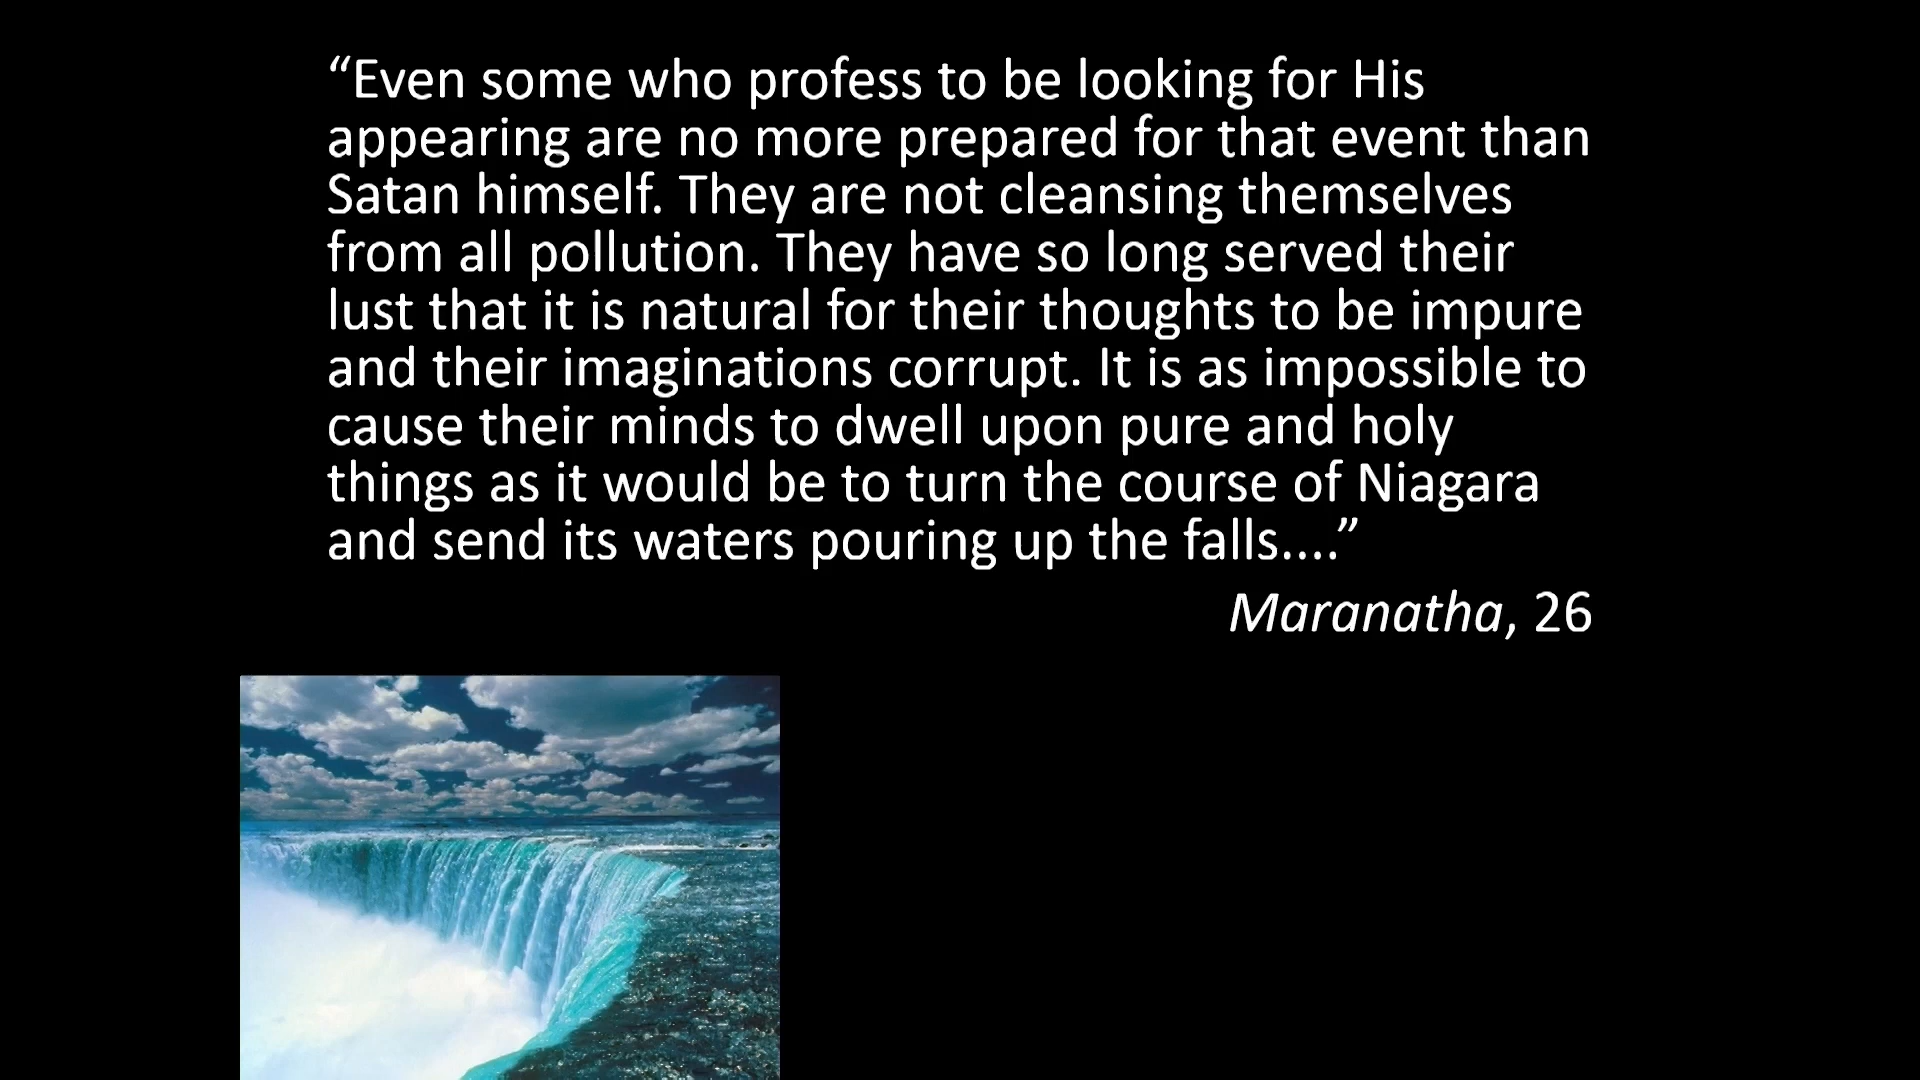 “Even some who profess to be looking for His
appearing are no more prepared for that event than
Satan himself. They are not cleansing themselves
from all pollution. They have so long served their
lust that it is natural for their thoughts to be impure
and their imaginations corrupt. It is as impossible to
cause their minds to dwell upon pure and holy
things as it would be to turn the course of Niagara
and send its waters pouring up the falls....”
Maranatha, 26